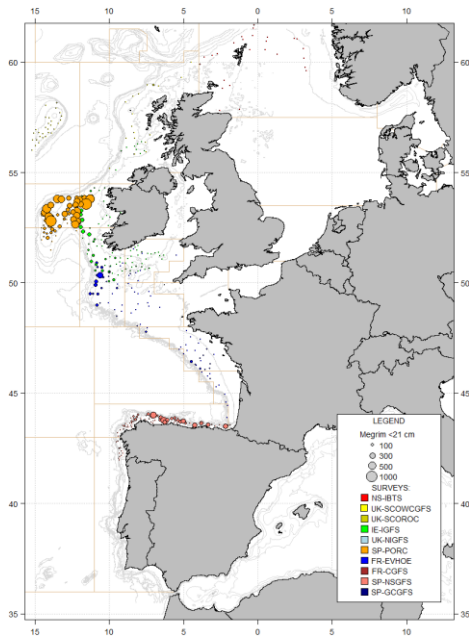 15 10 5 0 5 10
60 60
55 55
50 50
45 45
40 40
35 35
15 10 5 0 5 10
LEGEND
Megrim <21 cm
100
300
500
1000
SURVEYS:
NS-IBTS
UK-SCOWCGFS
UK-SCOROC
IE-IGFS
UK-NIGFS
SP-PORC
FR-EVHOE
FR-CGFS
SP-NSGFS
SP-GCGFS